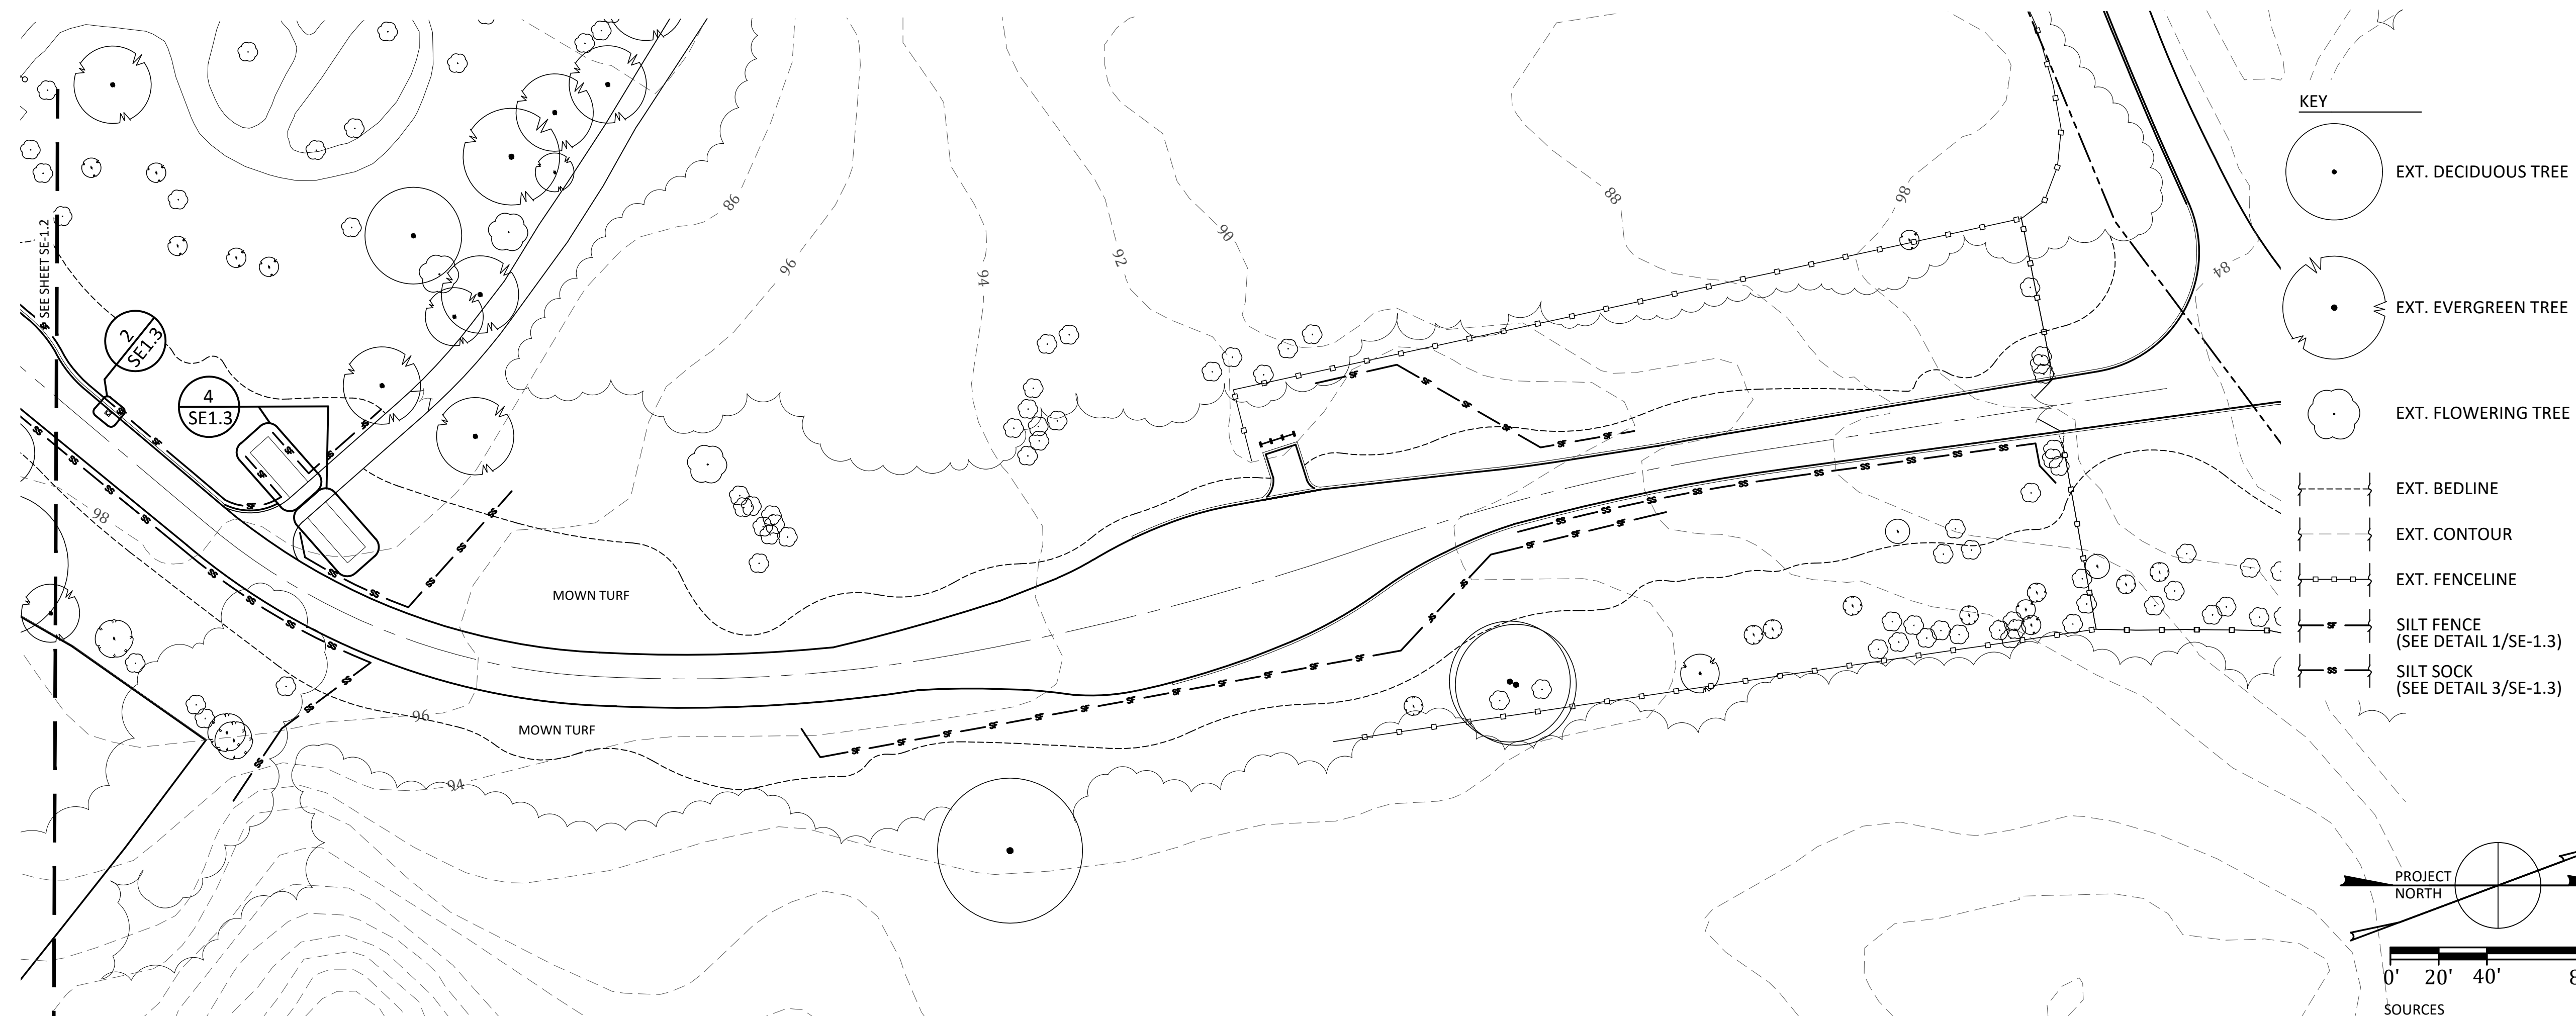 KEY
EXT. DECIDUOUS TREE
EXT. EVERGREEN TREE
EXT. FLOWERING TREE
EXT. BEDLINE
EXT. CONTOUR
EXT. FENCELINE
SF
SILT FENCE
(SEE DETAIL 1/SE-1.3)
SS
SILT SOCK
(SEE DETAIL 3/SE-1.3)
PROJECT
NORTH
0' 20' 40'
SOURCES
SEE SHEET SE-1.2
2
SE1.3
4
SE1.3
MOWN TURF
MOWN TURF
98
96
94
98
96
94
92
90
88
86
84